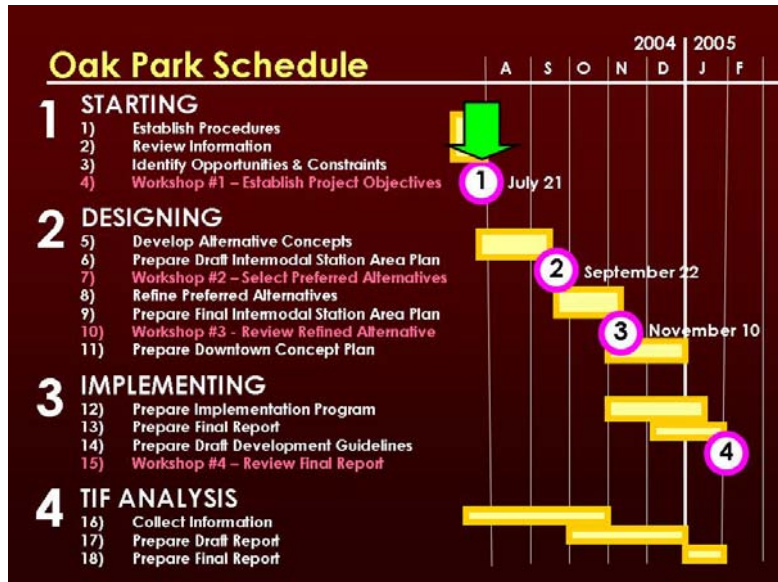 2004 | 2005
Oak Park Schedule
A S O N D J F
1 STARTING
1) Establish Procedures
2) Review Information
3) Identify Opportunities & Constraints
4) Workshop #1 – Establish Project Objectives
1 July 21
2 DESIGNING
5) Develop Alternative Concepts
6) Prepare Draft Intermodal Station Area Plan
7) Workshop #2 – Select Preferred Alternatives
2 September 22
8) Refine Preferred Alternatives
9) Prepare Final Intermodal Station Area Plan
10) Workshop #3 - Review Refined Alternative
3 November 10
11) Prepare Downtown Concept Plan
3 IMPLEMENTING
12) Prepare Implementation Program
13) Prepare Final Report
14) Prepare Draft Development Guidelines
15) Workshop #4 – Review Final Report
4
4 TIF ANALYSIS
16) Collect Information
17) Prepare Draft Report
18) Prepare Final Report